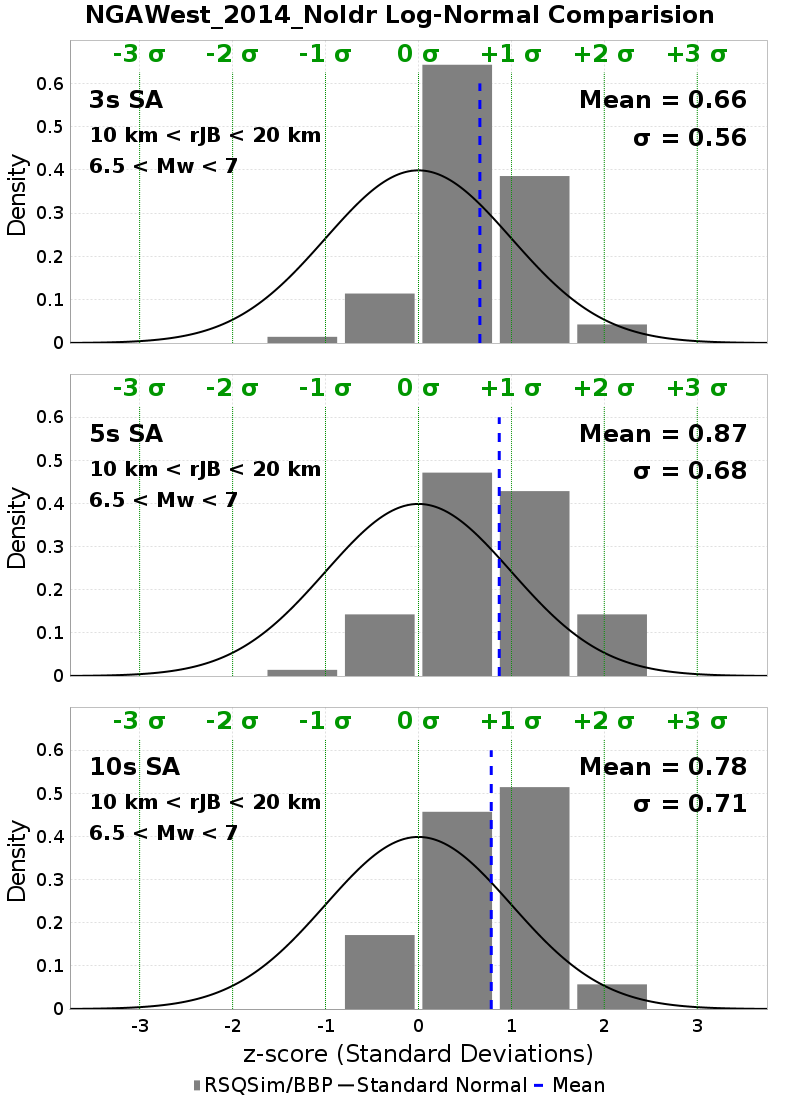 NGAWest_2014_NoIdr Log-Normal Comparision
-3 σ -2 σ -1 σ 0 σ +1 σ +2 σ +3 σ
0.6
3s SA Mean = 0.66
0.5
10 km < rJB < 20 km σ = 0.56
0.4
6.5 < Mw < 7
Density
0.3
0.2
0.1
0
-3 σ -2 σ -1 σ 0 σ +1 σ +2 σ +3 σ
0.6
5s SA Mean = 0.87
0.5
10 km < rJB < 20 km σ = 0.68
0.4
6.5 < Mw < 7
Density
0.3
0.2
0.1
0
-3 σ -2 σ -1 σ 0 σ +1 σ +2 σ +3 σ
0.6
10s SA Mean = 0.78
0.5
10 km < rJB < 20 km σ = 0.71
0.4
6.5 < Mw < 7
Density
0.3
0.2
0.1
0
-3 -2 -1 0 1 2 3
z-score (Standard Deviations)
RSQSim/BBP Standard Normal Mean